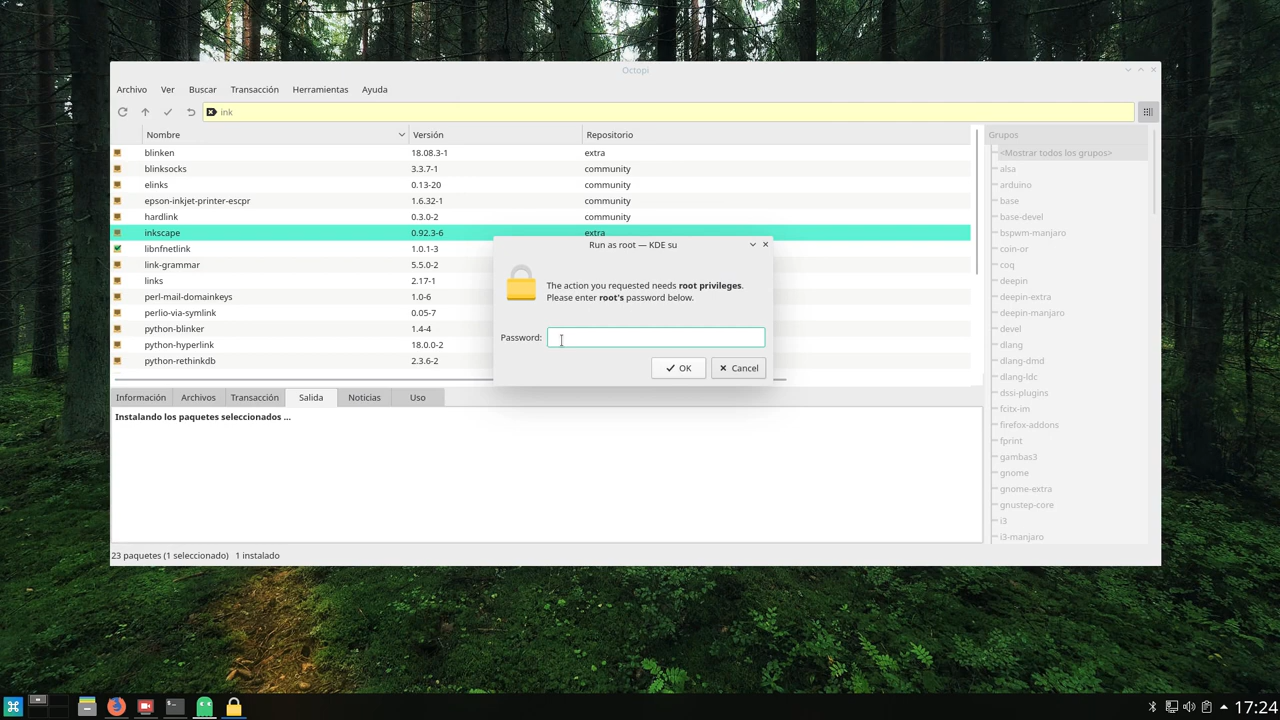 Octopi
Archivo Ver Buscar Transacción Herramientas Ayuda
ink
Nombre Versión Repositorio
blinken 18.08.3-1 extra
blinksocks 3.3.7-1 community
elinks 0.13-20 community
epson-inkjet-printer-escpr 1.6.32-1 community
hardlink 0.3.0-2 community
inkscape 0.92.3-6 extra
libnfnetlink 1.0.1-3
link-grammar 5.5.0-2
links 2.17-1
perl-mail-domainkeys 1.0-6
perlio-via-symlink 0.05-7
python-blinker 1.4-4
python-hyperlink 18.0.0-2
python-rethinkdb 2.3.6-2
Run as root — KDE su
The action you requested needs root privileges.
Please enter root's password below.
Password:
OK Cancel
Grupos
<Mostrar todos los grupos>
alsa
arduino
base
base-devel
bspwm-manjaro
coin-or
coq
deepin
deepin-extra
deepin-manjaro
devel
dlang
dlang-dmd
dlang-ldc
dssi-plugins
fcitx-im
firefox-addons
fprint
gambas3
gnome
gnome-extra
gnustep-core
i3
i3-manjaro
Información Archivos Transacción Salida Noticias Uso
Instalando los paquetes seleccionados ...
23 paquetes (1 seleccionado) 1 instalado
17:24